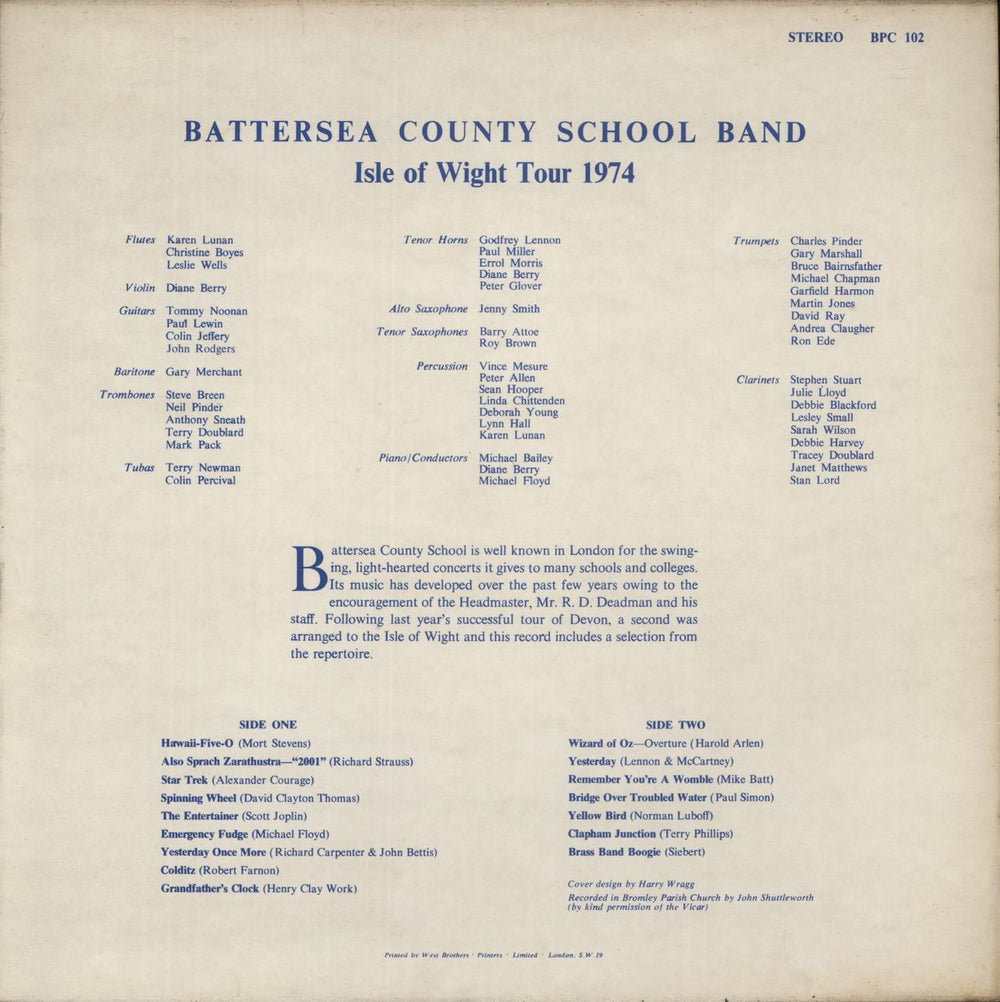 STEREO BPC 102
BATTERSEA COUNTY SCHOOL BAND
Isle of Wight Tour 1974
Flutes Karen Lunan
Christine Boyes
Leslie Wells
Violin Diane Berry
Guitars Tommy Noonan
Paul Lewin
Colin Jeffery
John Rodgers
Baritone Gary Merchant
Trombones Steve Breen
Neil Pinder
Anthony Sneath
Terry Doublard
Mark Pack
Tubas Terry Newman
Colin Percival
Tenor Horns Godfrey Lennon
Paul Miller
Errol Morris
Diane Berry
Peter Glover
Alto Saxophone Jenny Smith
Tenor Saxophones Barry Attoe
Roy Brown
Percussion Vince Mesure
Peter Allen
Sean Hooper
Linda Chittenden
Deborah Young
Lynn Hall
Karen Lunan
Piano/Conductors Michael Bailey
Diane Berry
Michael Floyd
Trumpets Charles Pinder
Gary Marshall
Bruce Bairnsfather
Michael Chapman
Garfield Harmon
Martin Jones
David Ray
Andrea Claugher
Ron Ede
Clarinets Stephen Stuart
Julie Lloyd
Debbie Blackford
Lesley Small
Sarah Wilson
Debbie Harvey
Tracey Doublard
Janet Matthews
Stan Lord
Battersea County School is well known in London for the swing-
ing, light-hearted concerts it gives to many schools and colleges.
Its music has developed over the past few years owing to the
encouragement of the Headmaster, Mr. R. D. Deadman and his
staff. Following last year's successful tour of Devon, a second was
arranged to the Isle of Wight and this record includes a selection from
the repertoire.
SIDE ONE
Hawaii-Five-O (Mort Stevens)
Also Sprach Zarathustra—“2001” (Richard Strauss)
Star Trek (Alexander Courage)
Spinning Wheel (David Clayton Thomas)
The Entertainer (Scott Joplin)
Emergency Fudge (Michael Floyd)
Yesterday Once More (Richard Carpenter & John Bettis)
Colditz (Robert Farnon)
Grandfather's Clock (Henry Clay Work)
SIDE TWO
Wizard of Oz—Overture (Harold Arlen)
Yesterday (Lennon & McCartney)
Remember You're A Womble (Mike Batt)
Bridge Over Troubled Water (Paul Simon)
Yellow Bird (Norman Luboff)
Clapham Junction (Terry Phillips)
Brass Band Boogie (Siebert)
Cover design by Harry Wragg
Recorded in Bromley Parish Church by John Shuttleworth
(by kind permission of the Vicar)
Printed by West Brothers · Printers · Limited · London, S.W 19